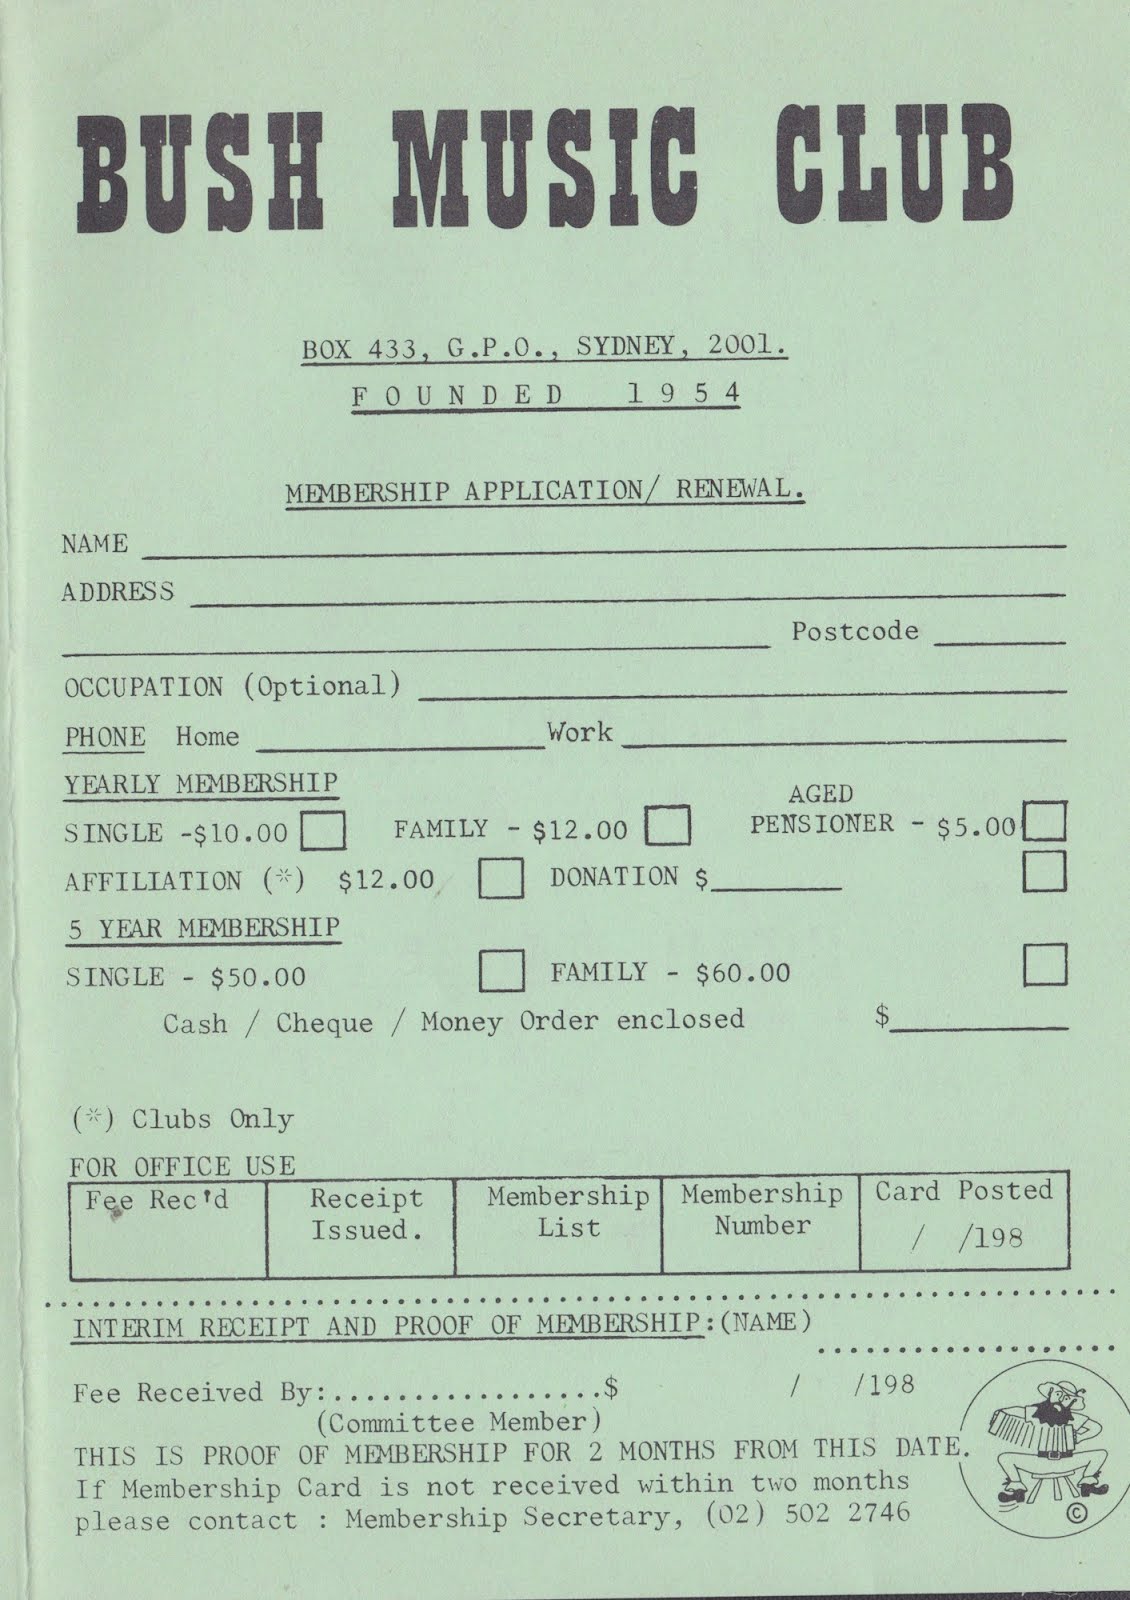 BUSH MUSIC CLUB
BOX 433, G.P.O., SYDNEY, 2001.
FOUNDED 1954
MEMBERSHIP APPLICATION/ RENEWAL.
NAME
ADDRESS
Postcode
OCCUPATION (Optional)
PHONE Home Work
YEARLY MEMBERSHIP
SINGLE -$10.00 FAMILY - $12.00 AGED PENSIONER - $5.00
AFFILIATION (*) $12.00 DONATION $
5 YEAR MEMBERSHIP
SINGLE - $50.00 FAMILY - $60.00
Cash / Cheque / Money Order enclosed $
(*) Clubs Only
FOR OFFICE USE
Fee Rec'd Receipt Issued. Membership List Membership Number Card Posted / /198
INTERIM RECEIPT AND PROOF OF MEMBERSHIP:(NAME)
Fee Received By:.................$ / /198
(Committee Member)
THIS IS PROOF OF MEMBERSHIP FOR 2 MONTHS FROM THIS DATE.
If Membership Card is not received within two months
please contact : Membership Secretary, (02) 502 2746
©